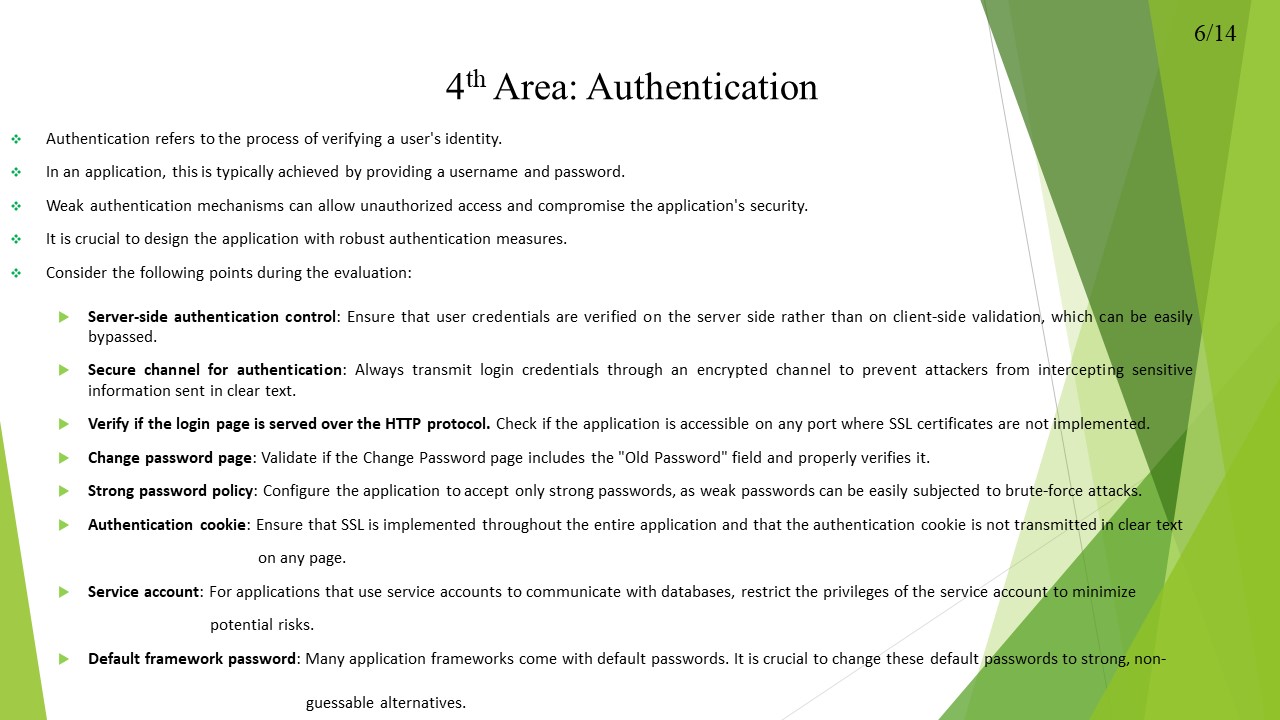 6/14
4th Area: Authentication
Authentication refers to the process of verifying a user's identity.
In an application, this is typically achieved by providing a username and password.
Weak authentication mechanisms can allow unauthorized access and compromise the application's security.
It is crucial to design the application with robust authentication measures.
Consider the following points during the evaluation:
Server-side authentication control: Ensure that user credentials are verified on the server side rather than on client-side validation, which can be easily
bypassed.
Secure channel for authentication: Always transmit login credentials through an encrypted channel to prevent attackers from intercepting sensitive
information sent in clear text.
Verify if the login page is served over the HTTP protocol. Check if the application is accessible on any port where SSL certificates are not implemented.
Change password page: Validate if the Change Password page includes the "Old Password" field and properly verifies it.
Strong password policy: Configure the application to accept only strong passwords, as weak passwords can be easily subjected to brute-force attacks.
Authentication cookie: Ensure that SSL is implemented throughout the entire application and that the authentication cookie is not transmitted in clear text
on any page.
Service account: For applications that use service accounts to communicate with databases, restrict the privileges of the service account to minimize
potential risks.
Default framework password: Many application frameworks come with default passwords. It is crucial to change these default passwords to strong, non-
guessable alternatives.